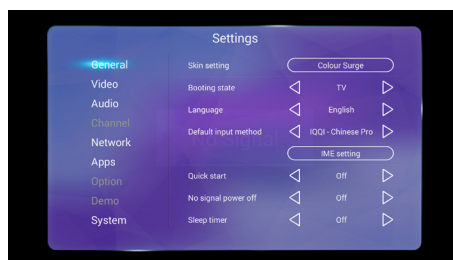 Settings
General
Skin setting
Colour Surge
Video
Booting state
TV
Audio
Language
English
Channel
Default input method
IQQI - Chinese Pro
No Signal
Network
IME setting
Apps
Quick start
Off
Option
No signal power off
Off
Demo
System
Sleep timer
Off